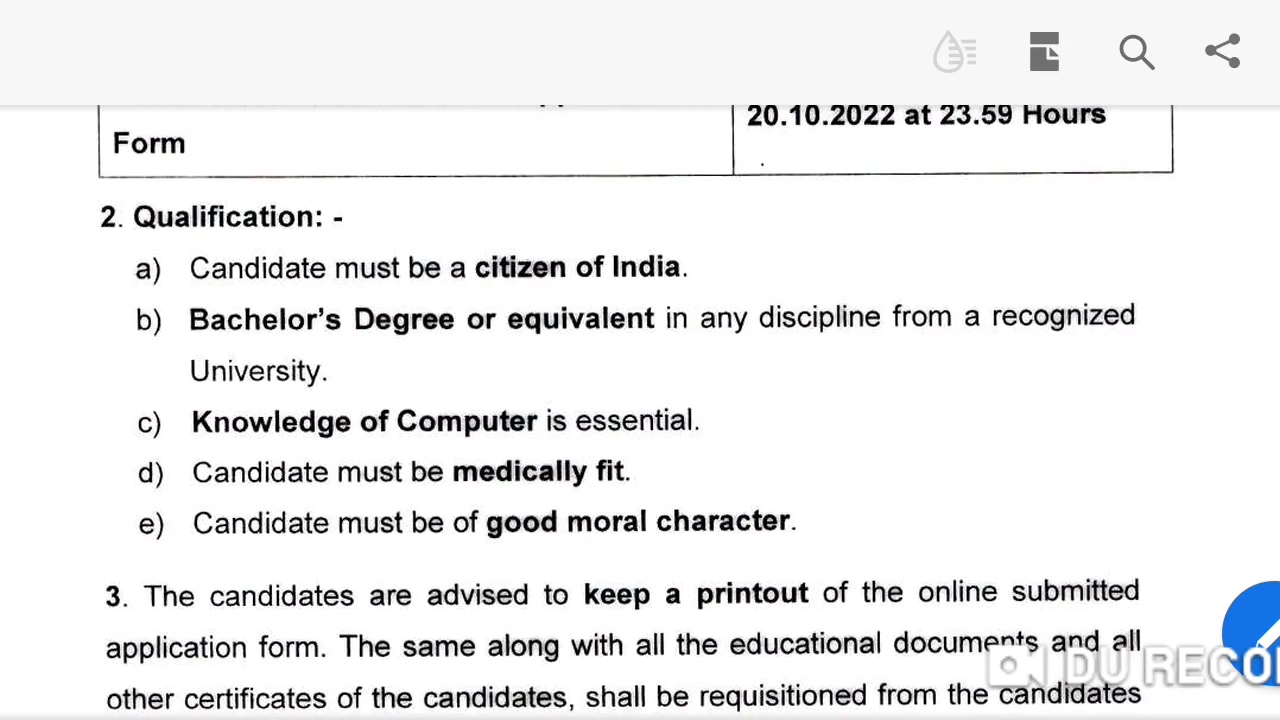 Form
20.10.2022 at 23.59 Hours
2. Qualification: -
a) Candidate must be a citizen of India.
b) Bachelor's Degree or equivalent in any discipline from a recognized
University.
c) Knowledge of Computer is essential.
d) Candidate must be medically fit.
e) Candidate must be of good moral character.
3. The candidates are advised to keep a printout of the online submitted
application form. The same along with all the educational documents and all
other certificates of the candidates, shall be requisitioned from the candidates
DU RECO